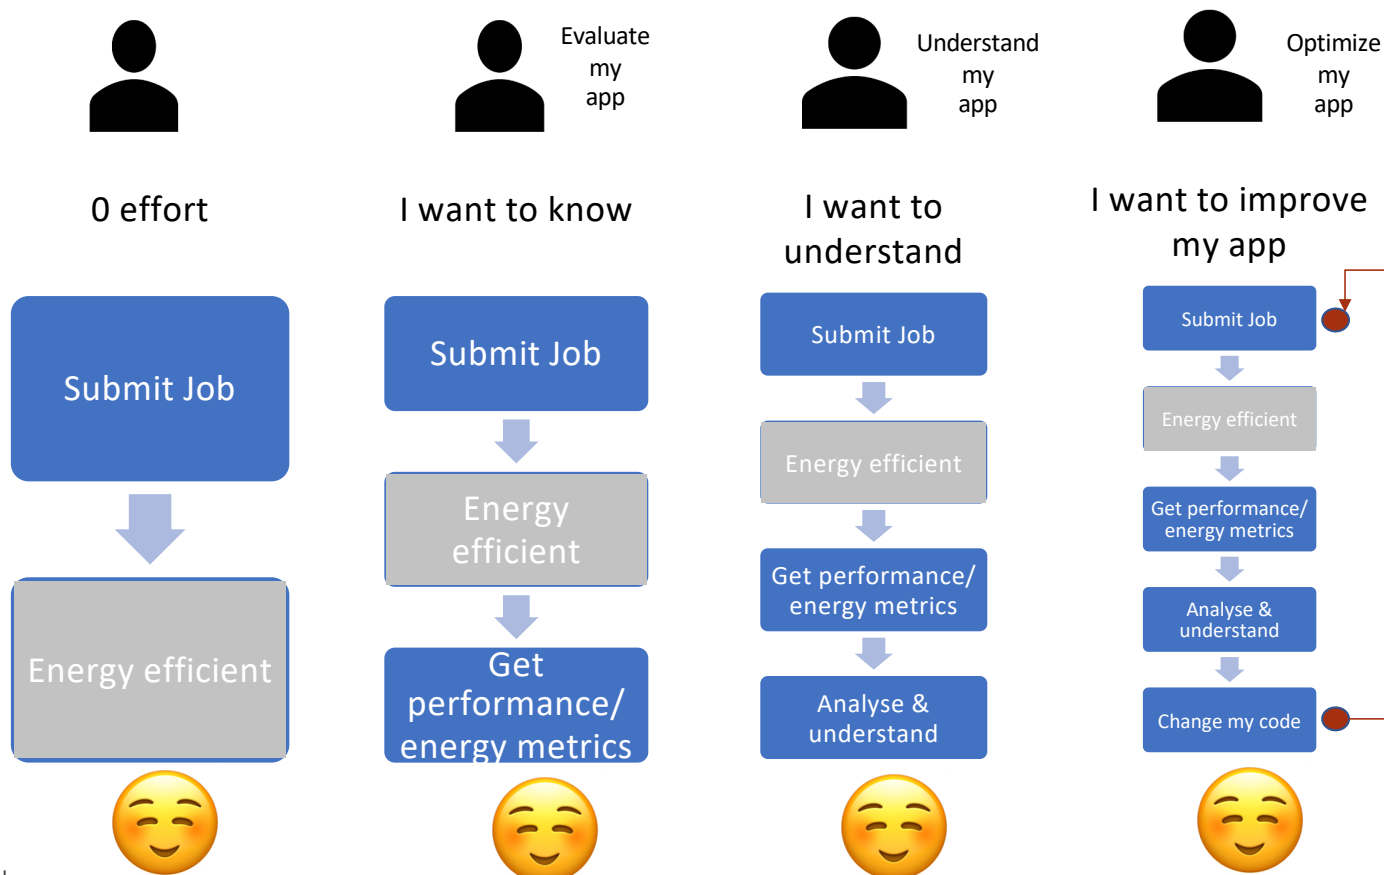 Evaluate
my
app
Understand
my
app
Optimize
my
app
0 effort
I want to know
I want to
understand
I want to improve
my app
Submit Job
Energy efficient
Submit Job
Energy
efficient
Get
performance/
energy metrics
Submit Job
Energy efficient
Get performance/
energy metrics
Analyse &
understand
Submit Job
Energy efficient
Get performance/
energy metrics
Analyse &
understand
Change my code